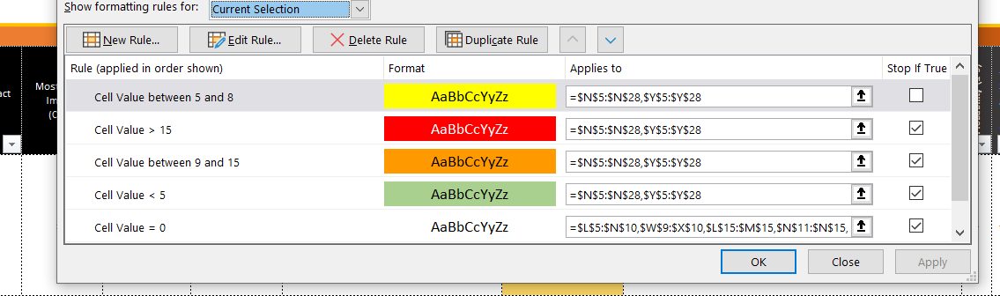 Show formatting rules for: Current Selection
New Rule... Edit Rule... Delete Rule Duplicate Rule
Rule (applied in order shown) Format Applies to Stop If True
Cell Value between 5 and 8 AaBbCcYyZz =$N$5:$N$28,$Y$5:$Y$28
Cell Value > 15 AaBbCcYyZz =$N$5:$N$28,$Y$5:$Y$28
Cell Value between 9 and 15 AaBbCcYyZz =$N$5:$N$28,$Y$5:$Y$28
Cell Value < 5 AaBbCcYyZz =$N$5:$N$28,$Y$5:$Y$28
Cell Value = 0 AaBbCcYyZz =$L$5:$N$10,$W$9:$X$10,$L$15:$M$15,$N$11:$N$15,
OK Close Apply
act
Mos
Im
(O